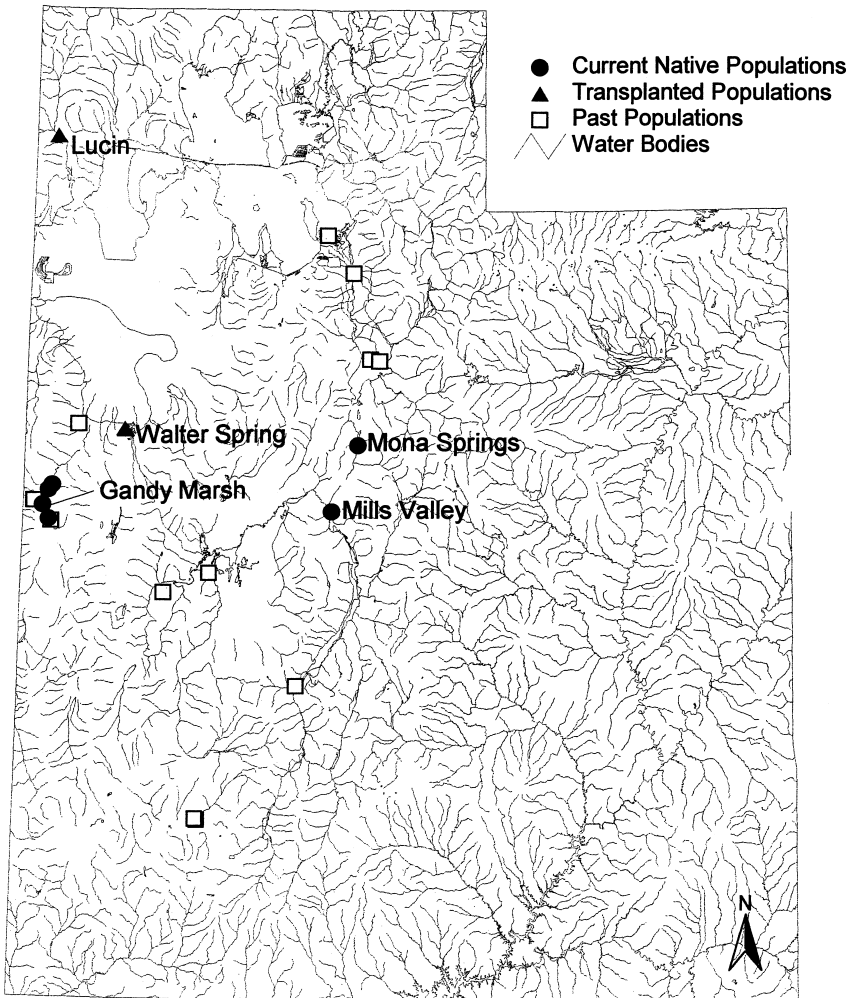 Current Native Populations
Transplanted Populations
Past Populations
Water Bodies
Lucin
Walter Spring
Mona Springs
Gandy Marsh
Mills Valley
N